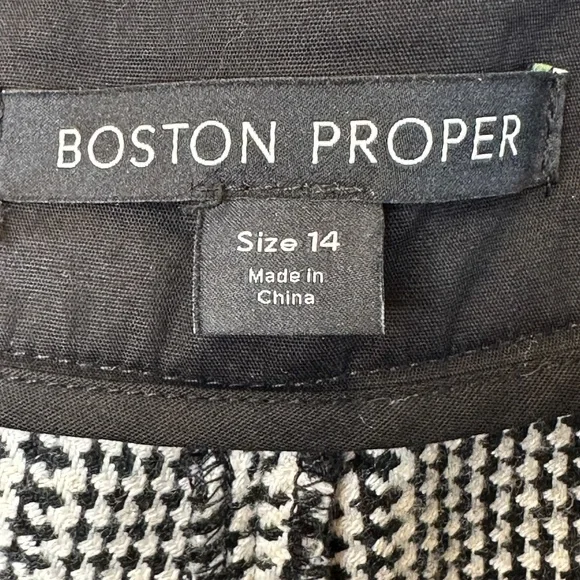 BOSTON PROPER
Size 14
Made in
China